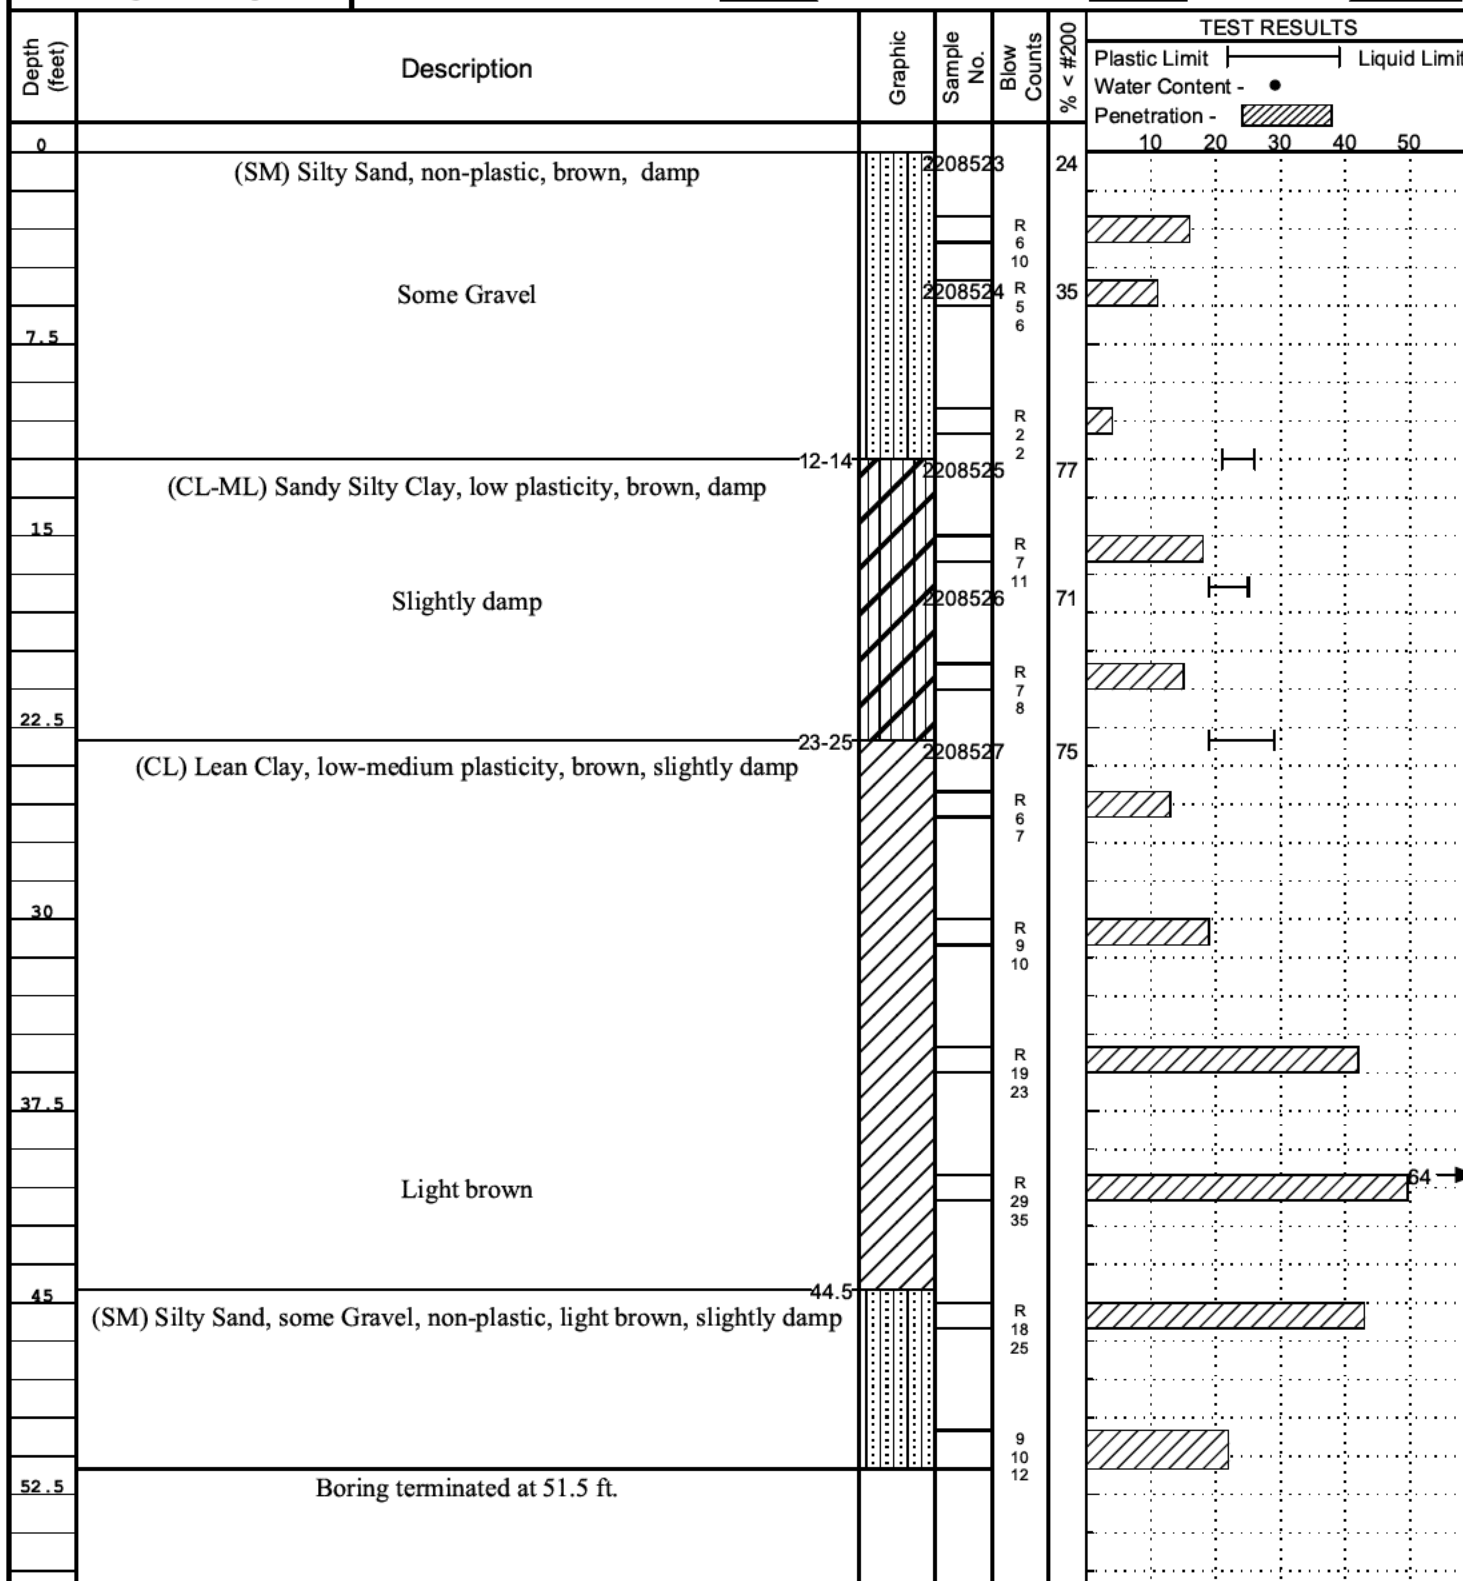 Depth
(feet)
Description
Graphic
Sample
No.
Blow
Counts
% < #200
TEST RESULTS
Plastic Limit Liquid Limit
Water Content -
Penetration -
10 20 30 40 50
0
(SM) Silty Sand, non-plastic, brown, damp
2208523
24
R
6
10
Some Gravel
2208524
R
5
6
35
7.5
R
2
2
12-14
(CL-ML) Sandy Silty Clay, low plasticity, brown, damp
2208525
77
15
R
7
11
Slightly damp
2208526
71
R
7
8
22.5
23-25
(CL) Lean Clay, low-medium plasticity, brown, slightly damp
2208527
75
R
6
7
30
R
9
10
R
19
23
37.5
Light brown
R
29
35
64
44.5
45
(SM) Silty Sand, some Gravel, non-plastic, light brown, slightly damp
R
18
25
9
10
12
52.5
Boring terminated at 51.5 ft.